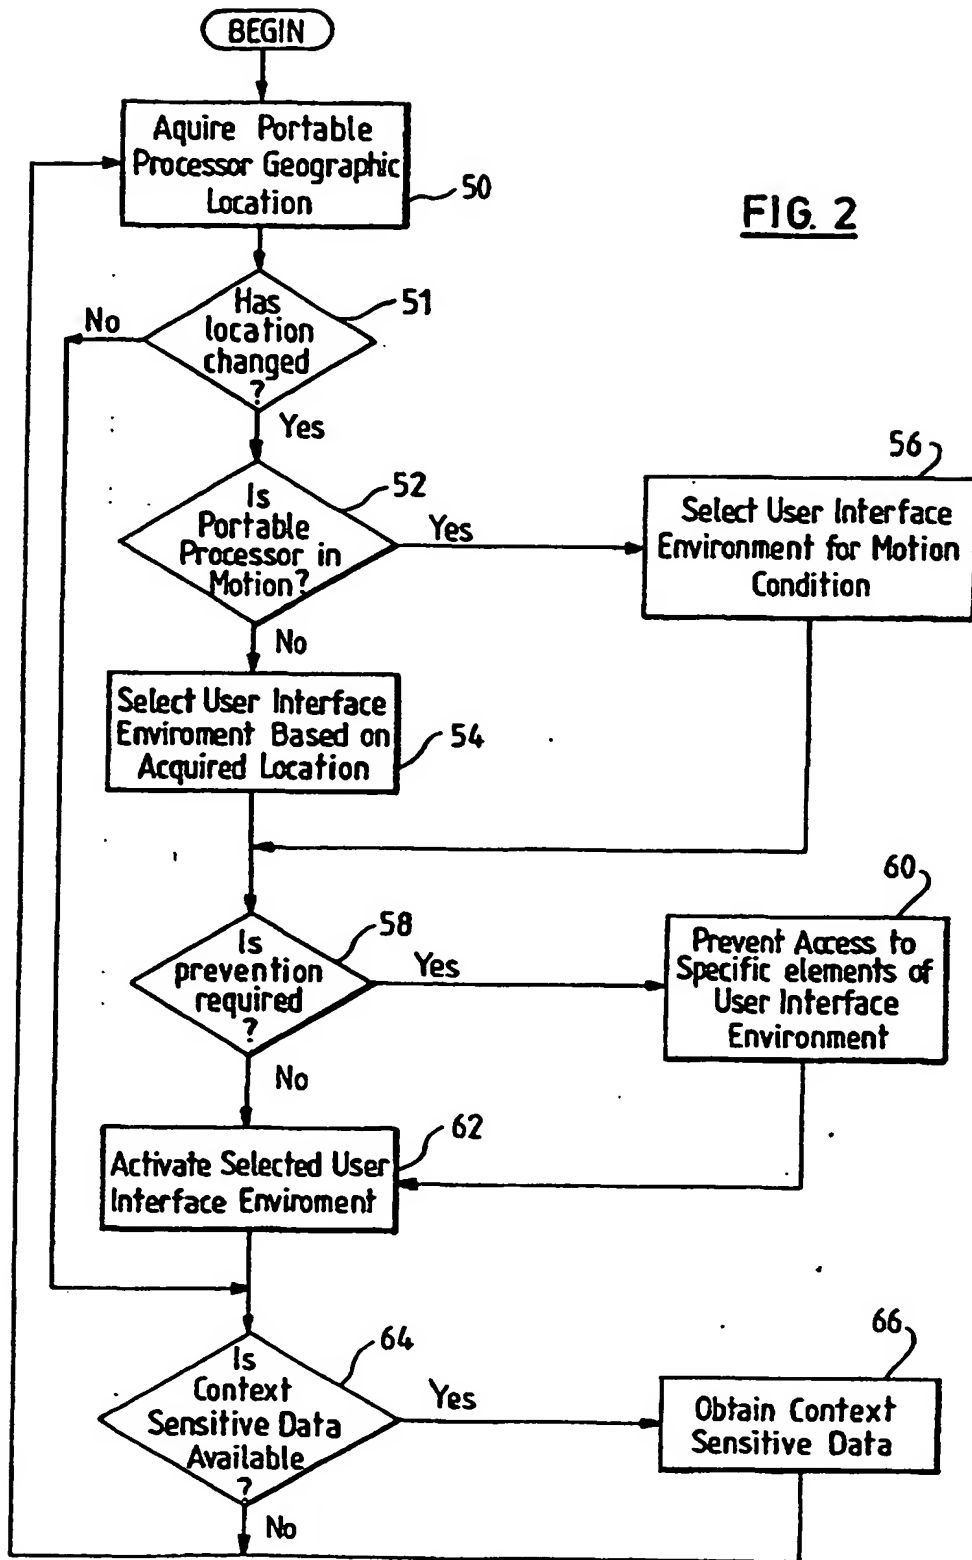 BEGIN
Aquire Portable
Processor Geographic
Location
50
FIG. 2
Has
location
changed
?
51
No
Yes
Is
Portable
Processor in
Motion?
52
Yes
No
56
Select User Interface
Environment for Motion
Condition
Select User Interface
Enviroment Based on
Acquired Location
54
Is
prevention
required
?
58
Yes
No
60
Prevent Access to
Specific elements of
User Interface
Environment
Activate Selected User
Interface Enviroment
62
Is
Context
Sensitive Data
Available
?
64
Yes
No
66
Obtain Context
Sensitive Data